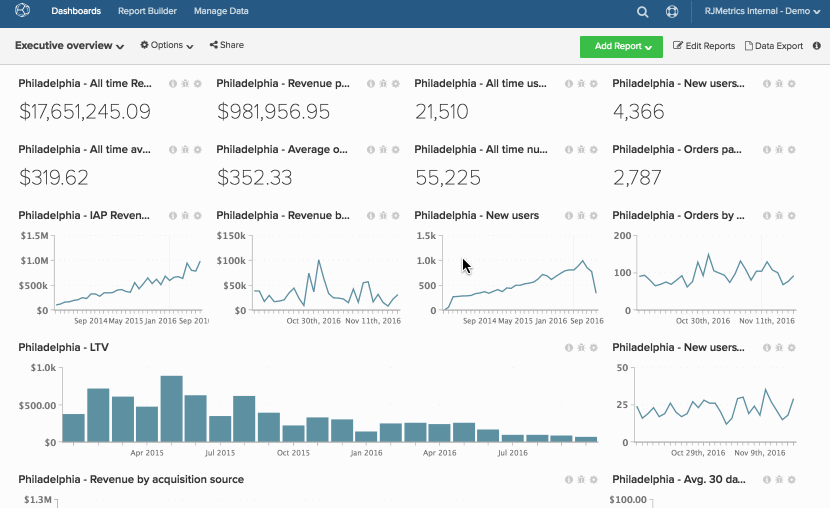 Dashboards Report Builder Manage Data RJMetrics Internal - Demo
Executive overview Options Share Add Report Edit Reports Data Export
Philadelphia - All time Re... Philadelphia - Revenue p... Philadelphia - All time us... Philadelphia - New users...
$17,651,245.09 $981,956.95 21,510 4,366
Philadelphia - All time av... Philadelphia - Average o... Philadelphia - All time nu... Philadelphia - Orders pa...
$319.62 $352.33 55,225 2,787
Philadelphia - IAP Reven... Philadelphia - Revenue b... Philadelphia - New users Philadelphia - Orders by ...
$1.5M $150k 1.5k 200
$1.0M $100k 1.0k
$500k $50k 500 100
$0 $0 0 0
Sep 2014 May 2015 Jan 2016 Sep 201 Oct 30th, 2016 Nov 11th, 2016 Sep 2014 May 2015 Jan 2016 Sep 2016 Oct 30th, 2016 Nov 11th, 2016
Philadelphia - LTV Philadelphia - New users...
$1.0k 50
$500.00 25
$0 0
Apr 2015 Jul 2015 Oct 2015 Jan 2016 Apr 2016 Jul 2016 Oct 29th, 2016 Nov 9th, 2016
Philadelphia - Revenue by acquisition source Philadelphia - Avg. 30 da...
$1.3M $100.00